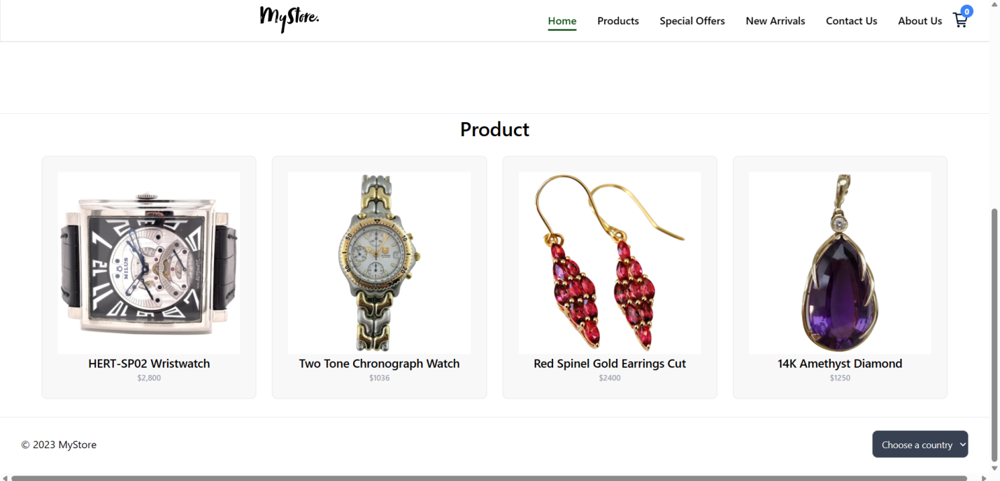 MyStore.
Home Products Special Offers New Arrivals Contact Us About Us 0
Product
MILUS
HERT-SP02 Wristwatch
$2,800
Two Tone Chronograph Watch
$1036
Red Spinel Gold Earrings Cut
$2400
14K Amethyst Diamond
$1250
© 2023 MyStore
Choose a country